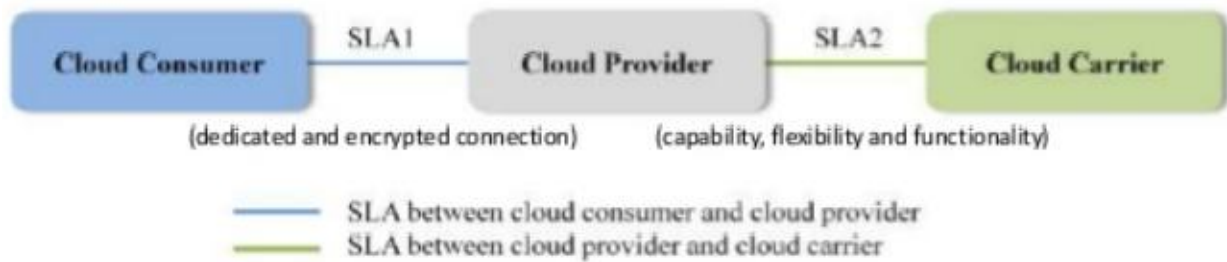 SLA1 SLA2
Cloud Consumer Cloud Provider Cloud Carrier
(dedicated and encrypted connection) (capability, flexibility and functionality)
SLA between cloud consumer and cloud provider
SLA between cloud provider and cloud carrier